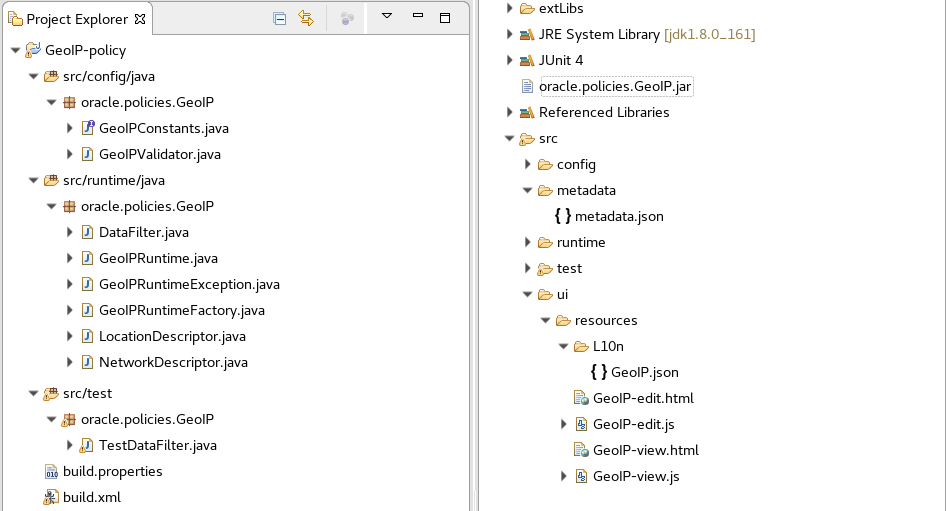 Project Explorer
GeoIP-policy
src/config/java
oracle.policies.GeoIP
GeoIPConstants.java
GeoIPValidator.java
src/runtime/java
oracle.policies.GeoIP
DataFilter.java
GeoIPRuntime.java
GeoIPRuntimeException.java
GeoIPRuntimeFactory.java
LocationDescriptor.java
NetworkDescriptor.java
src/test
oracle.policies.GeoIP
TestDataFilter.java
build.properties
build.xml
extLibs
JRE System Library [jdk1.8.0_161]
JUnit 4
oracle.policies.GeoIP.jar
Referenced Libraries
src
config
metadata
{ } metadata.json
runtime
test
ui
resources
L10n
{ } GeoIP.json
GeoIP-edit.html
GeoIP-edit.js
GeoIP-view.html
GeoIP-view.js